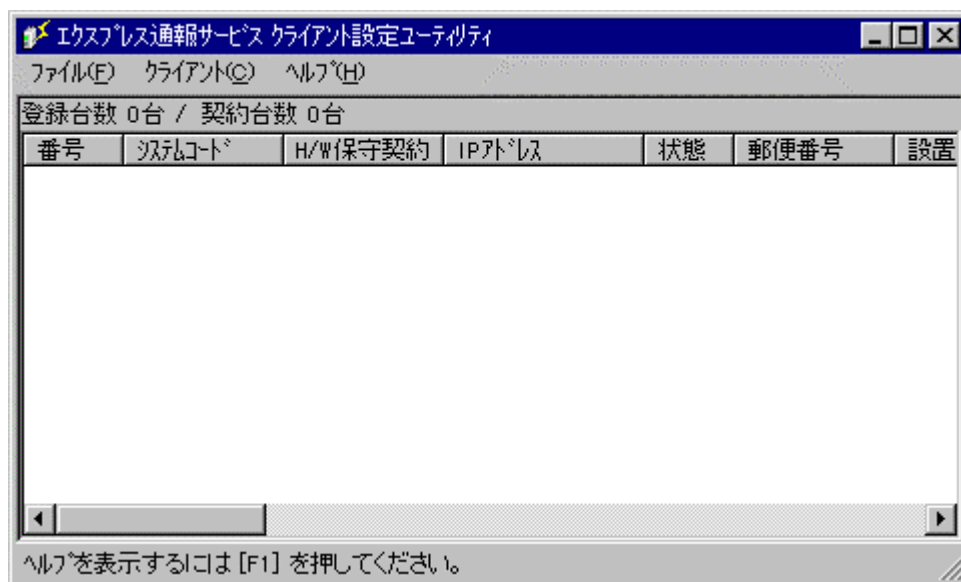 ｴｸｽﾌﾟﾚｽ通報ｻｰﾋﾞｽ ｸﾗｲｱﾝﾄ設定ﾕｰﾃｨﾘﾃｨ
ﾌｧｲﾙ(F) ｸﾗｲｱﾝﾄ(C) ﾍﾙﾌﾟ(H)
登録台数 0台 / 契約台数 0台
番号 ｼｽﾃﾑｺｰﾄﾞ H/W保守契約 IPｱﾄﾞﾚｽ 状態 郵便番号 設置
ﾍﾙﾌﾟを表示するには [F1] を押してください。